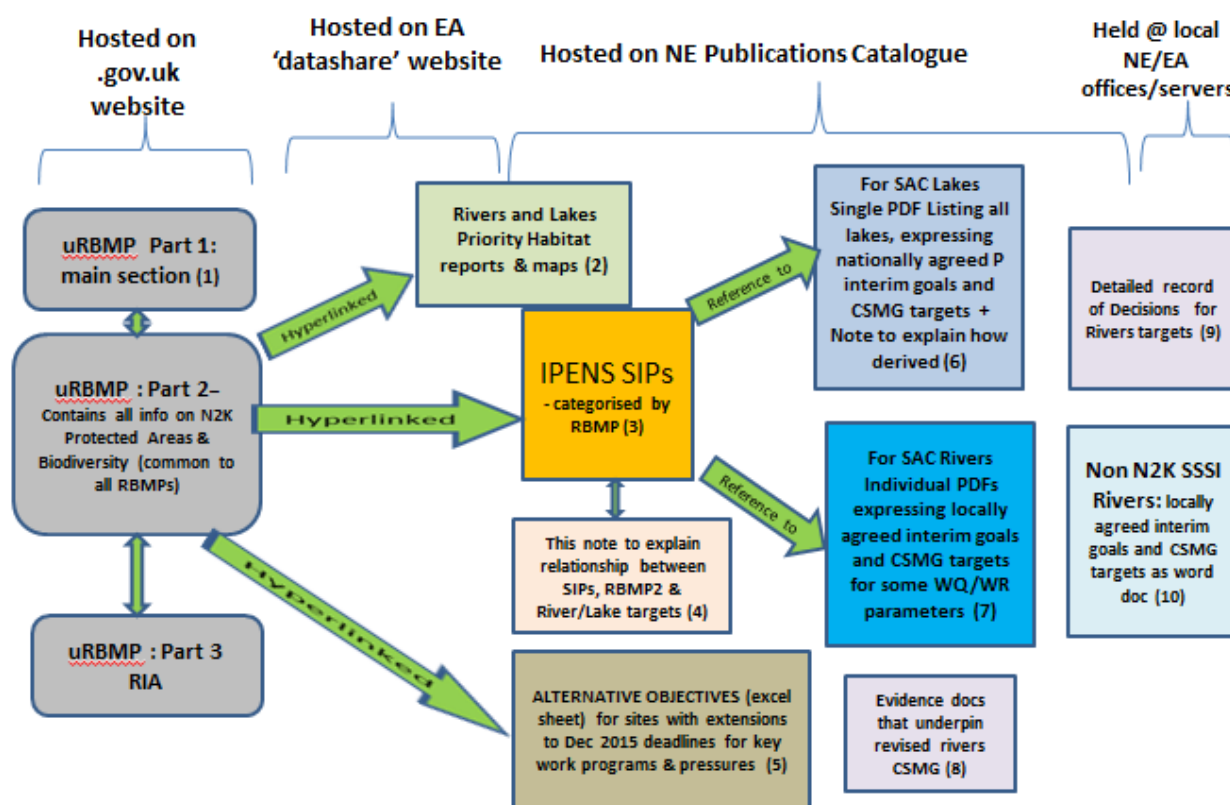 Hosted on
.gov.uk
website
Hosted on EA
‘datashare’ website
Hosted on NE Publications Catalogue
Held @ local
NE/EA
offices/servers
uRBMP Part 1:
main section (1)
uRBMP : Part 2–
Contains all info on N2K
Protected Areas &
Biodiversity (common to
all RBMPs)
uRBMP : Part 3
RIA
Hyperlinked
Hyperlinked
Hyperlinked
Rivers and Lakes
Priority Habitat
reports & maps (2)
IPENS SIPs
- categorised by
RBMP (3)
This note to explain
relationship between
SIPs, RBMP2 &
River/Lake targets (4)
ALTERNATIVE OBJECTIVES (excel
sheet) for sites with extensions
to Dec 2015 deadlines for key
work programs & pressures (5)
Reference to
Reference to
For SAC Lakes
Single PDF Listing all
lakes, expressing
nationally agreed P
interim goals and
CSMG targets +
Note to explain how
derived (6)
For SAC Rivers
Individual PDFs
expressing locally
agreed interim goals
and CSMG targets
for some WQ/WR
parameters (7)
Evidence docs
that underpin
revised rivers
CSMG (8)
Detailed record
of Decisions for
Rivers targets (9)
Non N2K SSSI
Rivers: locally
agreed interim
goals and CSMG
targets as word
doc (10)